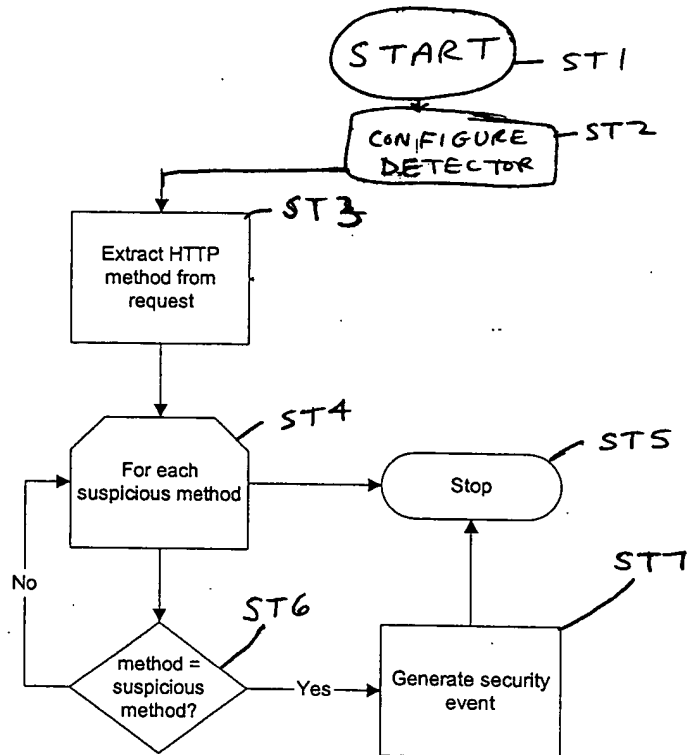 START
ST1
CONFIGURE
DETECTOR
ST2
ST3
Extract HTTP
method from
request
ST4
For each
suspicious method
ST5
Stop
No
ST6
method =
suspicious
method?
Yes
ST7
Generate security
event